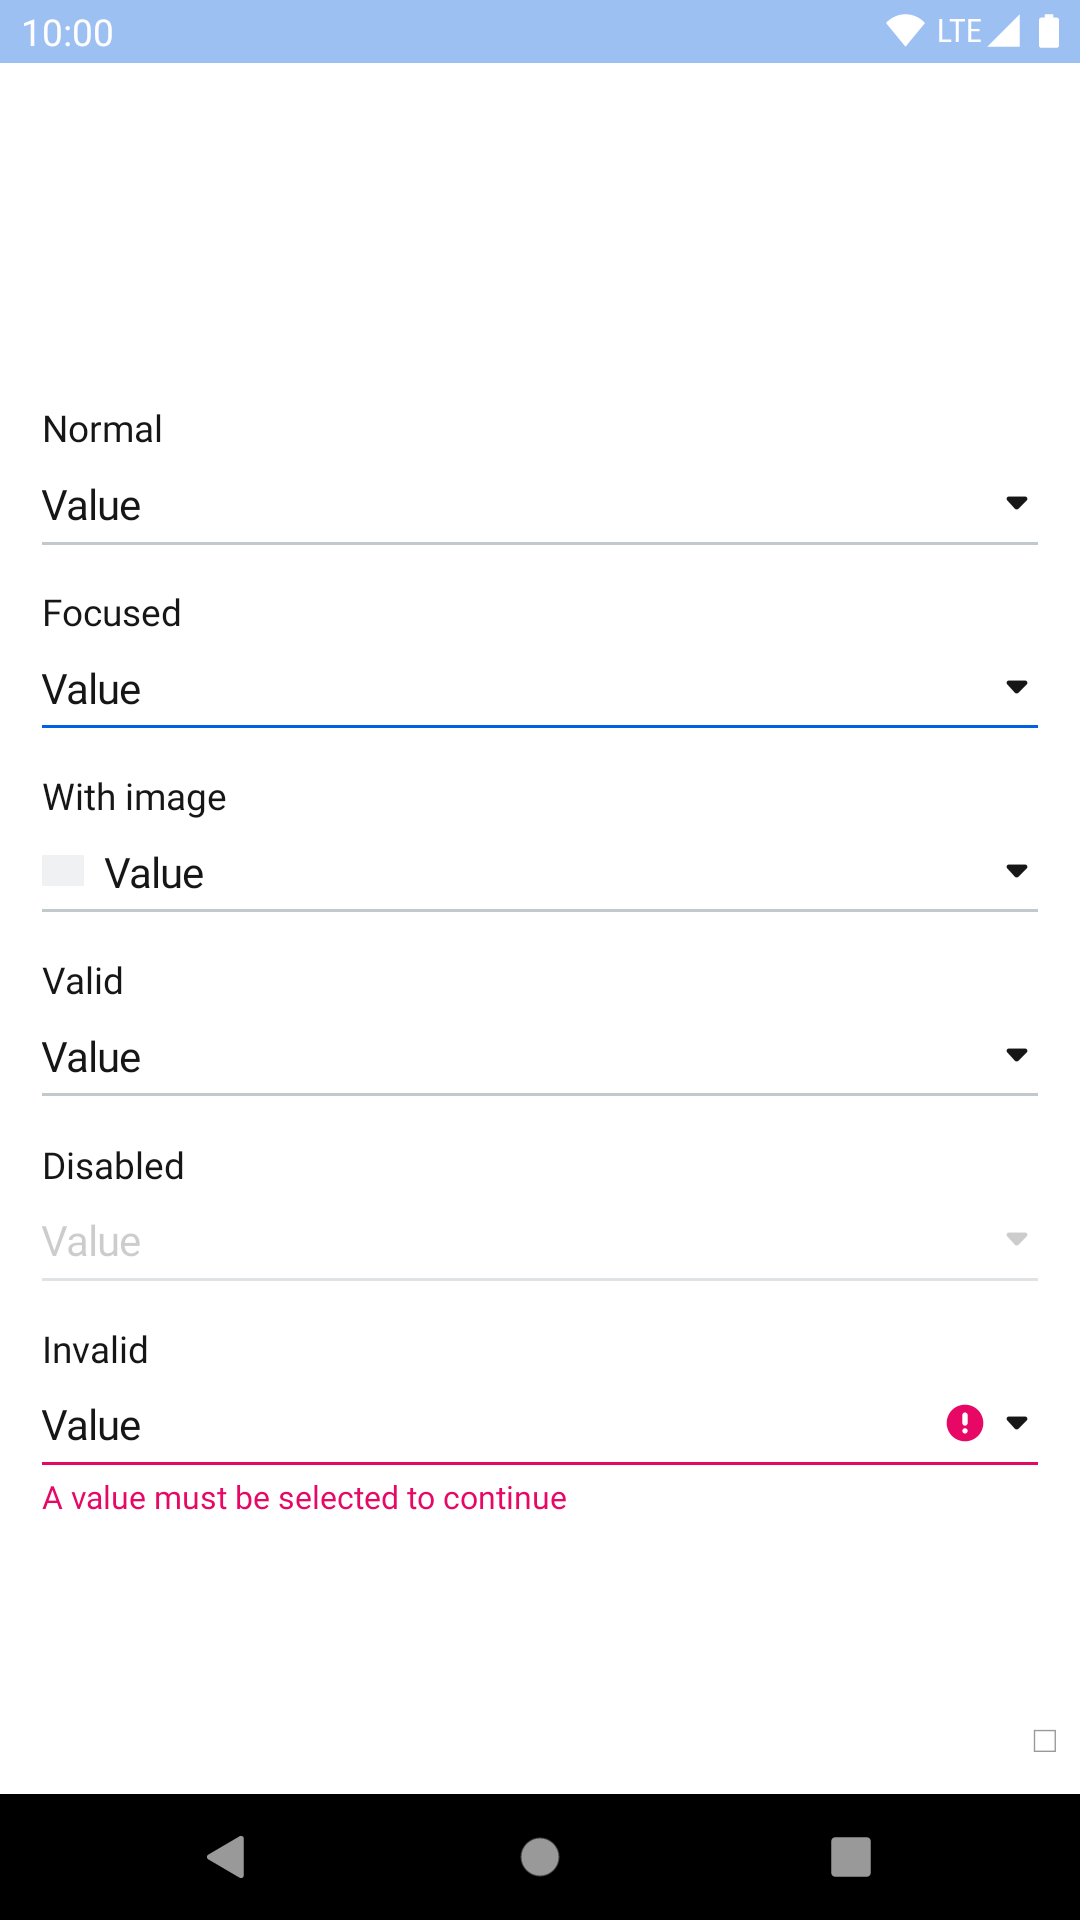 10:00
LTE
Normal
Value
Focused
Value
With image
Value
Valid
Value
Disabled
Value
Invalid
Value
A value must be selected to continue